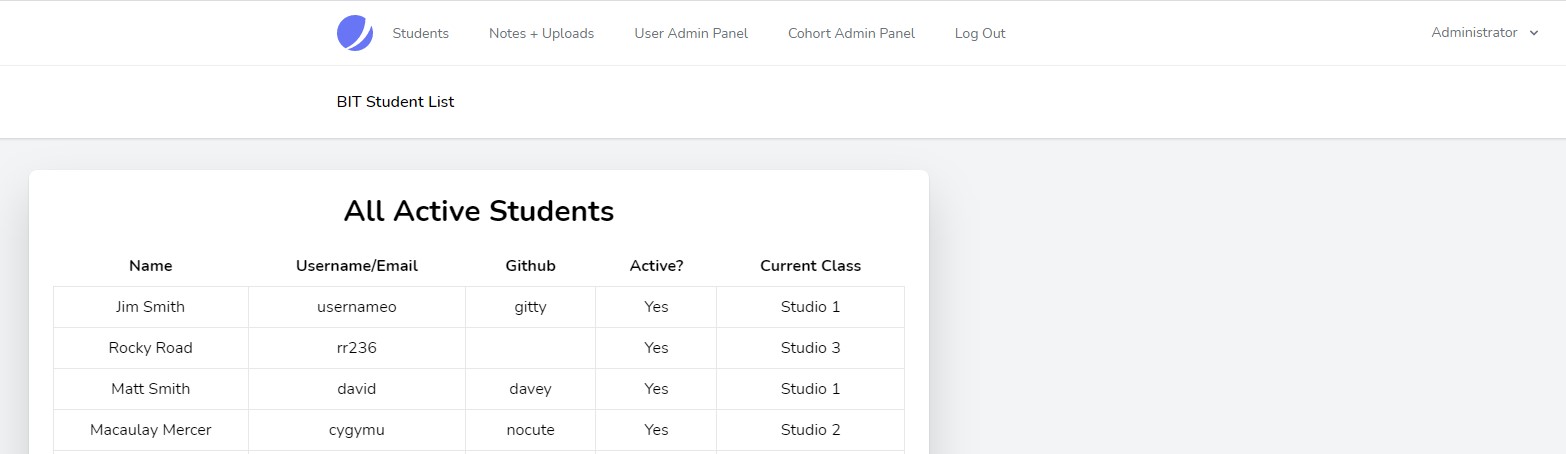 Students Notes + Uploads User Admin Panel Cohort Admin Panel Log Out Administrator
BIT Student List
All Active Students
Name Username/Email Github Active? Current Class
Jim Smith usernameo gitty Yes Studio 1
Rocky Road rr236 Yes Studio 3
Matt Smith david davey Yes Studio 1
Macaulay Mercer cygymu nocute Yes Studio 2